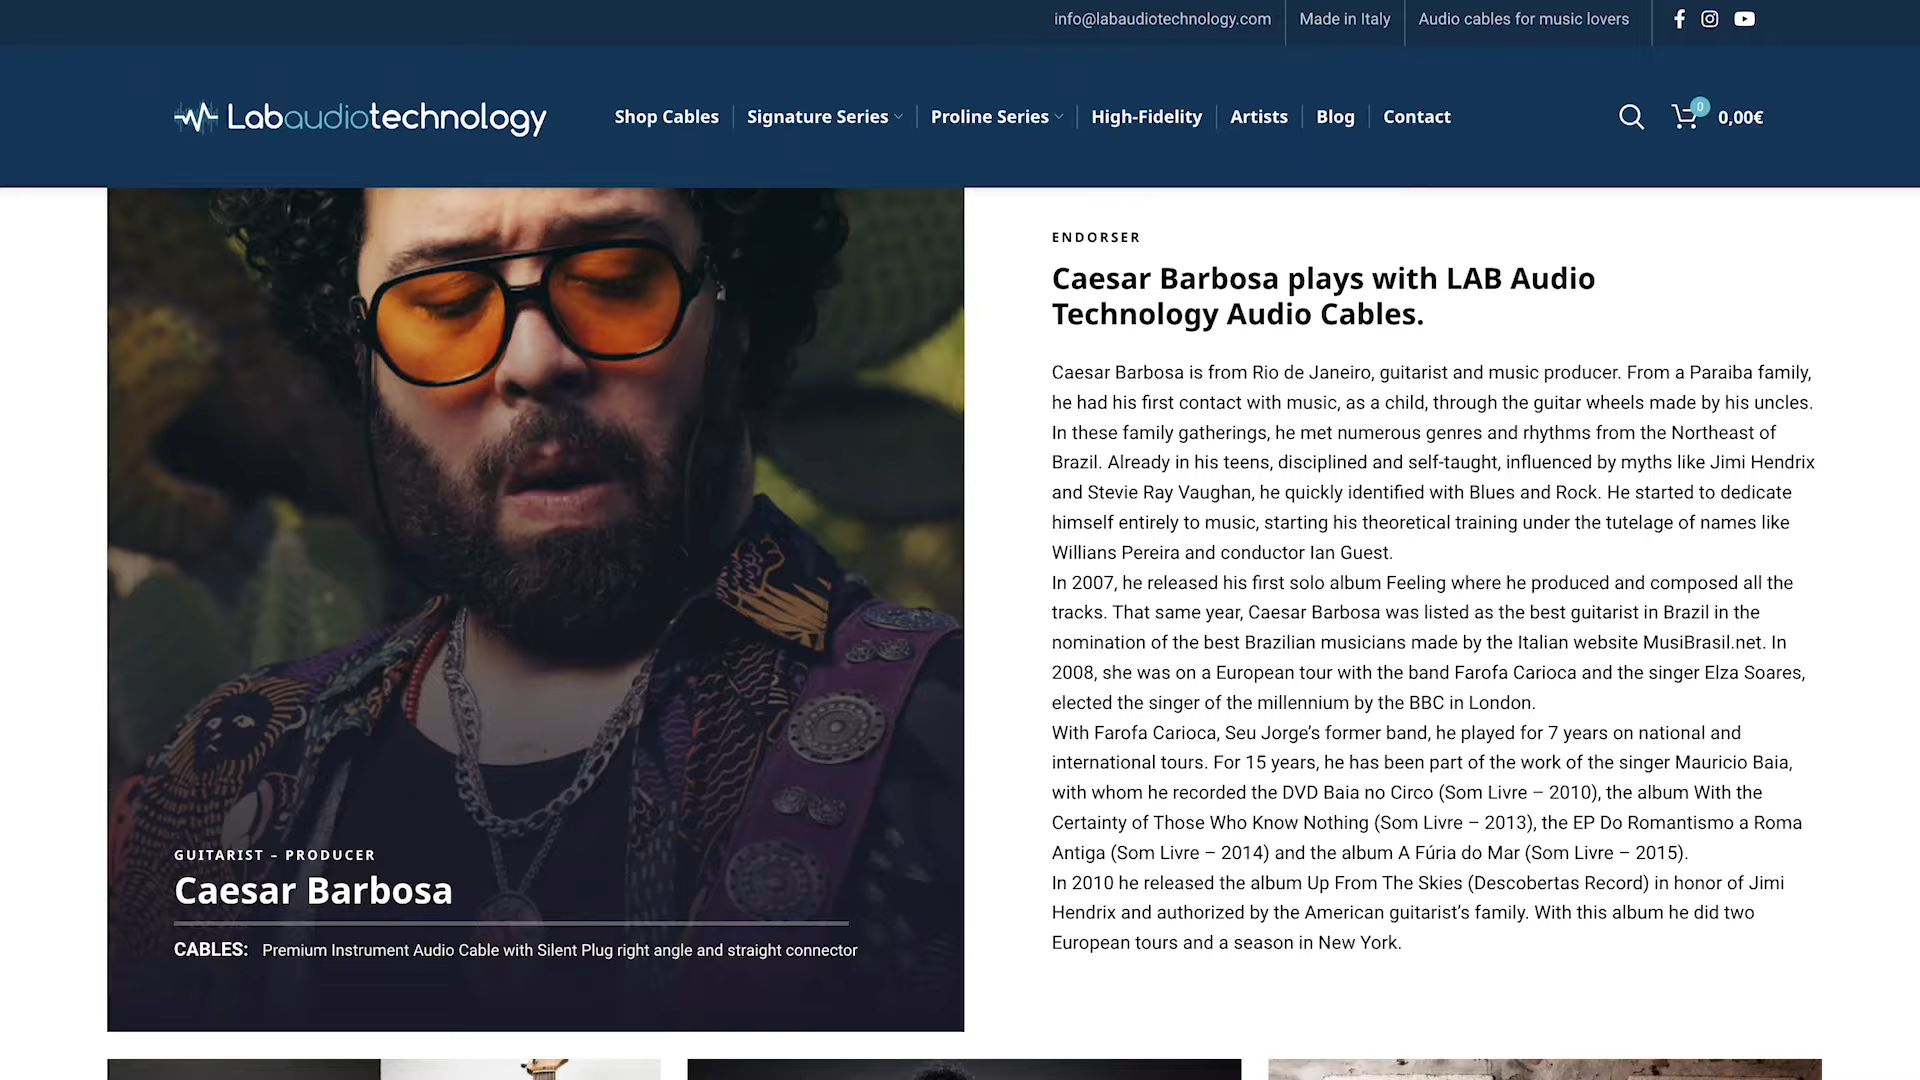 info@labaudiotechnology.com
Made in Italy
Audio cables for music lovers
Labaudiotechnology
Shop Cables
Signature Series
Proline Series
High-Fidelity
Artists
Blog
Contact
0
0,00€
ENDORSER
Caesar Barbosa plays with LAB Audio
Technology Audio Cables.
Caesar Barbosa is from Rio de Janeiro, guitarist and music producer. From a Paraiba family,
he had his first contact with music, as a child, through the guitar wheels made by his uncles.
In these family gatherings, he met numerous genres and rhythms from the Northeast of
Brazil. Already in his teens, disciplined and self-taught, influenced by myths like Jimi Hendrix
and Stevie Ray Vaughan, he quickly identified with Blues and Rock. He started to dedicate
himself entirely to music, starting his theoretical training under the tutelage of names like
Willians Pereira and conductor Ian Guest.
In 2007, he released his first solo album Feeling where he produced and composed all the
tracks. That same year, Caesar Barbosa was listed as the best guitarist in Brazil in the
nomination of the best Brazilian musicians made by the Italian website MusiBrasil.net. In
2008, she was on a European tour with the band Farofa Carioca and the singer Elza Soares,
elected the singer of the millennium by the BBC in London.
With Farofa Carioca, Seu Jorge’s former band, he played for 7 years on national and
international tours. For 15 years, he has been part of the work of the singer Mauricio Baia,
with whom he recorded the DVD Baia no Circo (Som Livre – 2010), the album With the
Certainty of Those Who Know Nothing (Som Livre – 2013), the EP Do Romantismo a Roma
Antiga (Som Livre – 2014) and the album A Fúria do Mar (Som Livre – 2015).
In 2010 he released the album Up From The Skies (Descobertas Record) in honor of Jimi
Hendrix and authorized by the American guitarist’s family. With this album he did two
European tours and a season in New York.
GUITARIST – PRODUCER
Caesar Barbosa
CABLES: Premium Instrument Audio Cable with Silent Plug right angle and straight connector